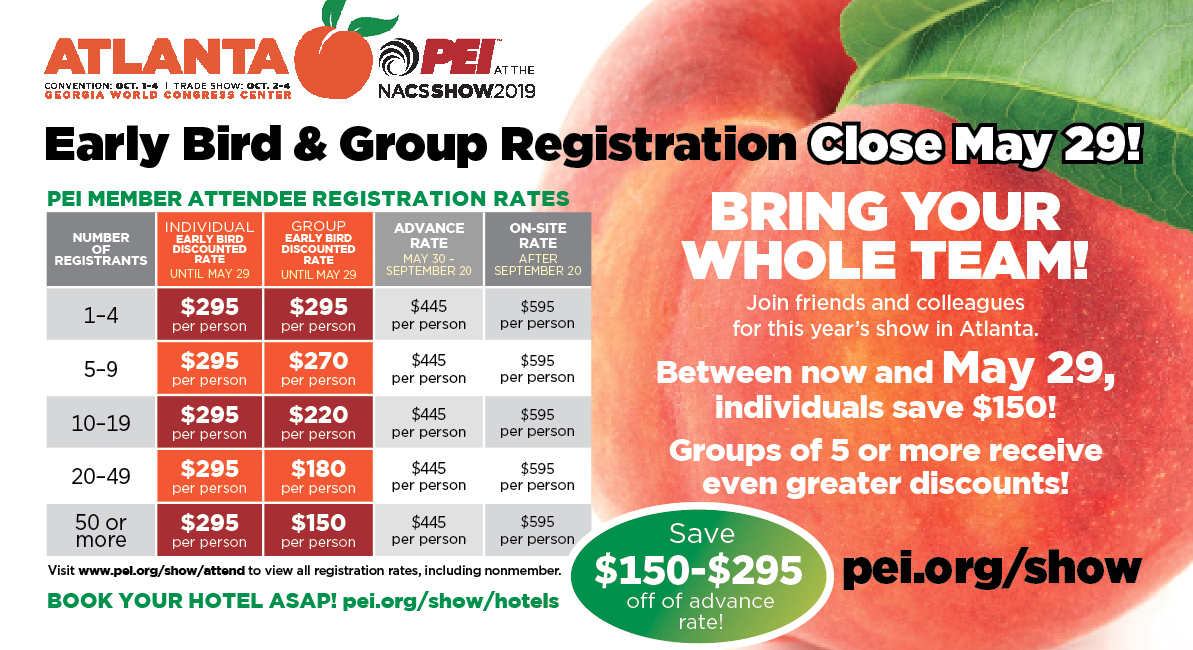 ATLANTA
CONVENTION: OCT. 1-4 | TRADE SHOW: OCT. 2-4
GEORGIA WORLD CONGRESS CENTER
PEI AT THE
NACSSHOW2019
Early Bird & Group Registration Close May 29!
PEI MEMBER ATTENDEE REGISTRATION RATES
NUMBER
OF
REGISTRANTS
INDIVIDUAL
EARLY BIRD
DISCOUNTED
RATE
UNTIL MAY 29
GROUP
EARLY BIRD
DISCOUNTED
RATE
UNTIL MAY 29
ADVANCE
RATE
MAY 30 –
SEPTEMBER 20
ON-SITE
RATE
AFTER
SEPTEMBER 20
1–4 $295 $295 $445 $595
per person per person per person per person
5–9 $295 $270 $445 $595
per person per person per person per person
10–19 $295 $220 $445 $595
per person per person per person per person
20–49 $295 $180 $445 $595
per person per person per person per person
50 or $295 $150 $445 $595
more per person per person per person per person
Visit www.pei.org/show/attend to view all registration rates, including nonmember.
BOOK YOUR HOTEL ASAP! pei.org/show/hotels
BRING YOUR
WHOLE TEAM!
Join friends and colleagues
for this year's show in Atlanta.
Between now and May 29,
individuals save $150!
Groups of 5 or more receive
even greater discounts!
Save
$150-$295
off of advance
rate!
pei.org/show